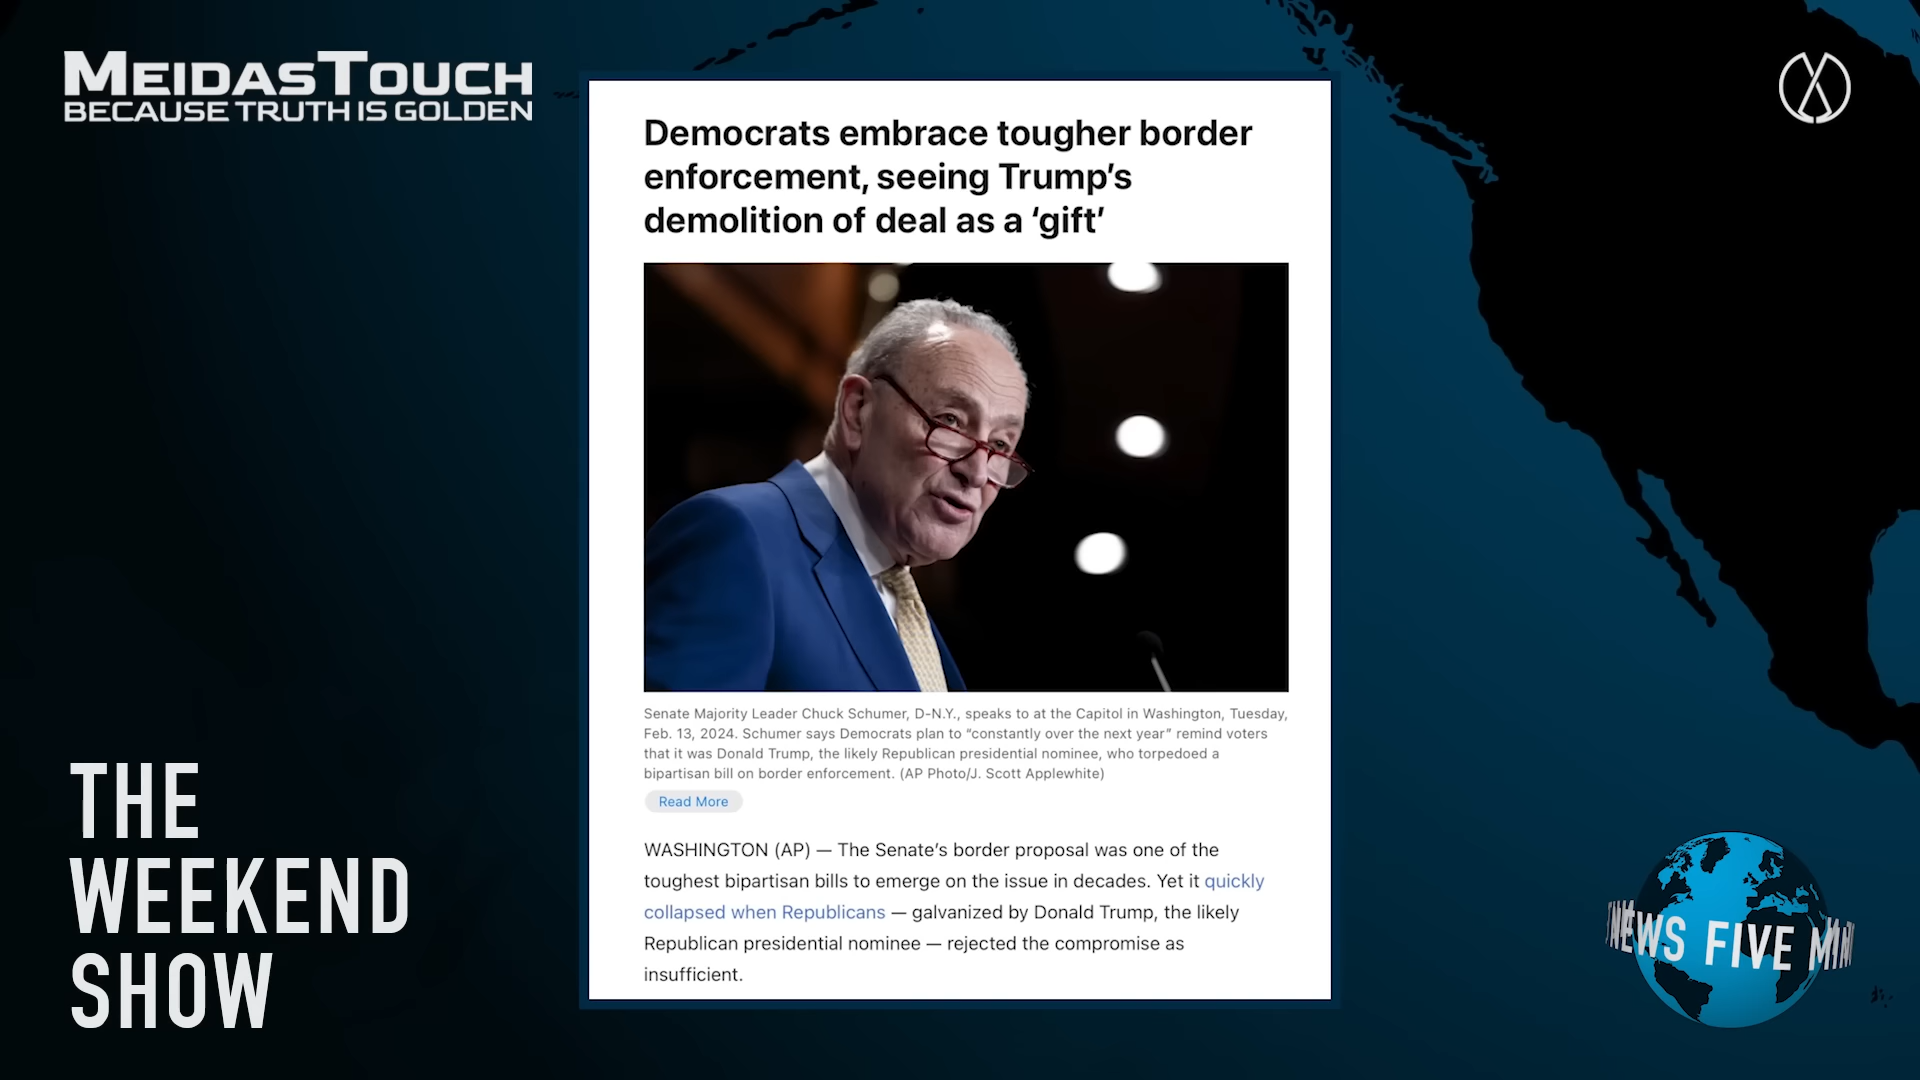 MEIDASTOUCH
BECAUSE TRUTH IS GOLDEN
Democrats embrace tougher border
enforcement, seeing Trump’s
demolition of deal as a ‘gift’
Senate Majority Leader Chuck Schumer, D-N.Y., speaks to at the Capitol in Washington, Tuesday,
Feb. 13, 2024. Schumer says Democrats plan to “constantly over the next year” remind voters
that it was Donald Trump, the likely Republican presidential nominee, who torpedoed a
bipartisan bill on border enforcement. (AP Photo/J. Scott Applewhite)
Read More
WASHINGTON (AP) — The Senate’s border proposal was one of the
toughest bipartisan bills to emerge on the issue in decades. Yet it quickly
collapsed when Republicans — galvanized by Donald Trump, the likely
Republican presidential nominee — rejected the compromise as
insufficient.
THE
WEEKEND
SHOW
NEWS FIVE